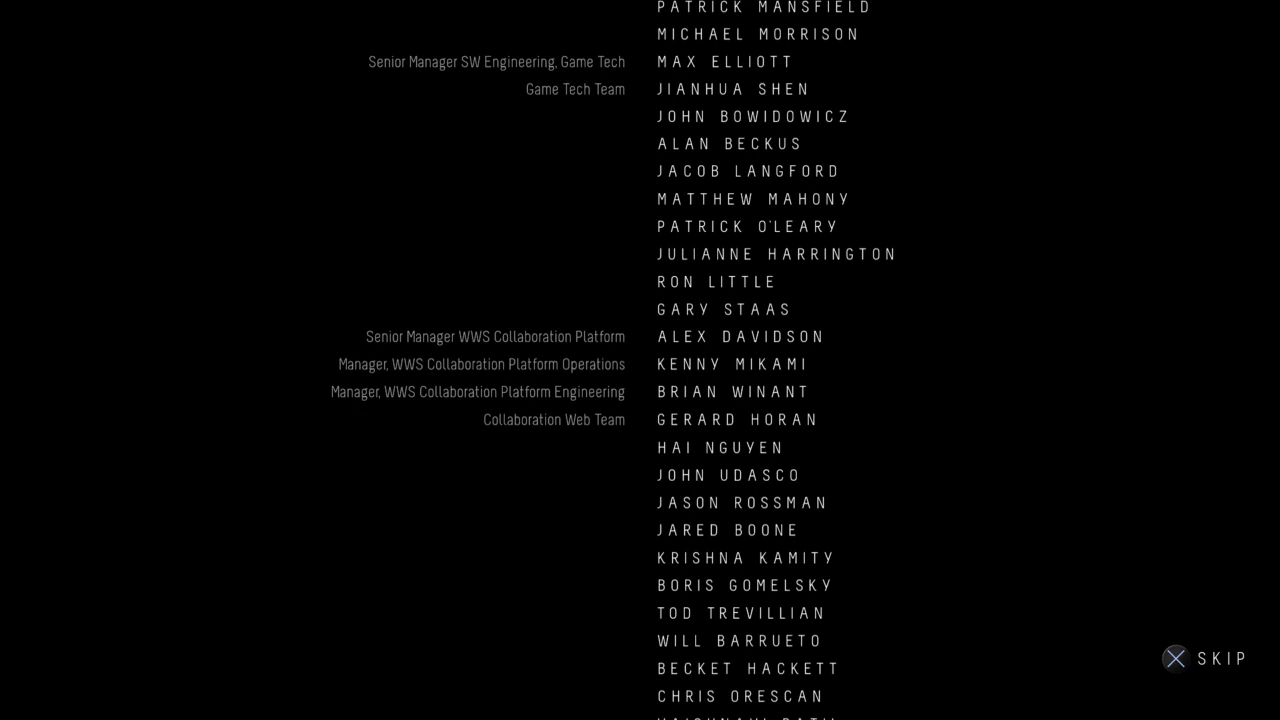 PATRICK MANSFIELD
MICHAEL MORRISON
Senior Manager SW Engineering, Game Tech MAX ELLIOTT
Game Tech Team JIANHUA SHEN
JOHN BOWIDOWICZ
ALAN BECKUS
JACOB LANGFORD
MATTHEW MAHONY
PATRICK O'LEARY
JULIANNE HARRINGTON
RON LITTLE
GARY STAAS
Senior Manager WWS Collaboration Platform ALEX DAVIDSON
Manager, WWS Collaboration Platform Operations KENNY MIKAMI
Manager, WWS Collaboration Platform Engineering BRIAN WINANT
Collaboration Web Team GERARD HORAN
HAI NGUYEN
JOHN UDASCO
JASON ROSSMAN
JARED BOONE
KRISHNA KAMITY
BORIS GOMELSKY
TOD TREVILLIAN
WILL BARRUETO
SKIP
BECKET HACKETT
CHRIS ORESCAN